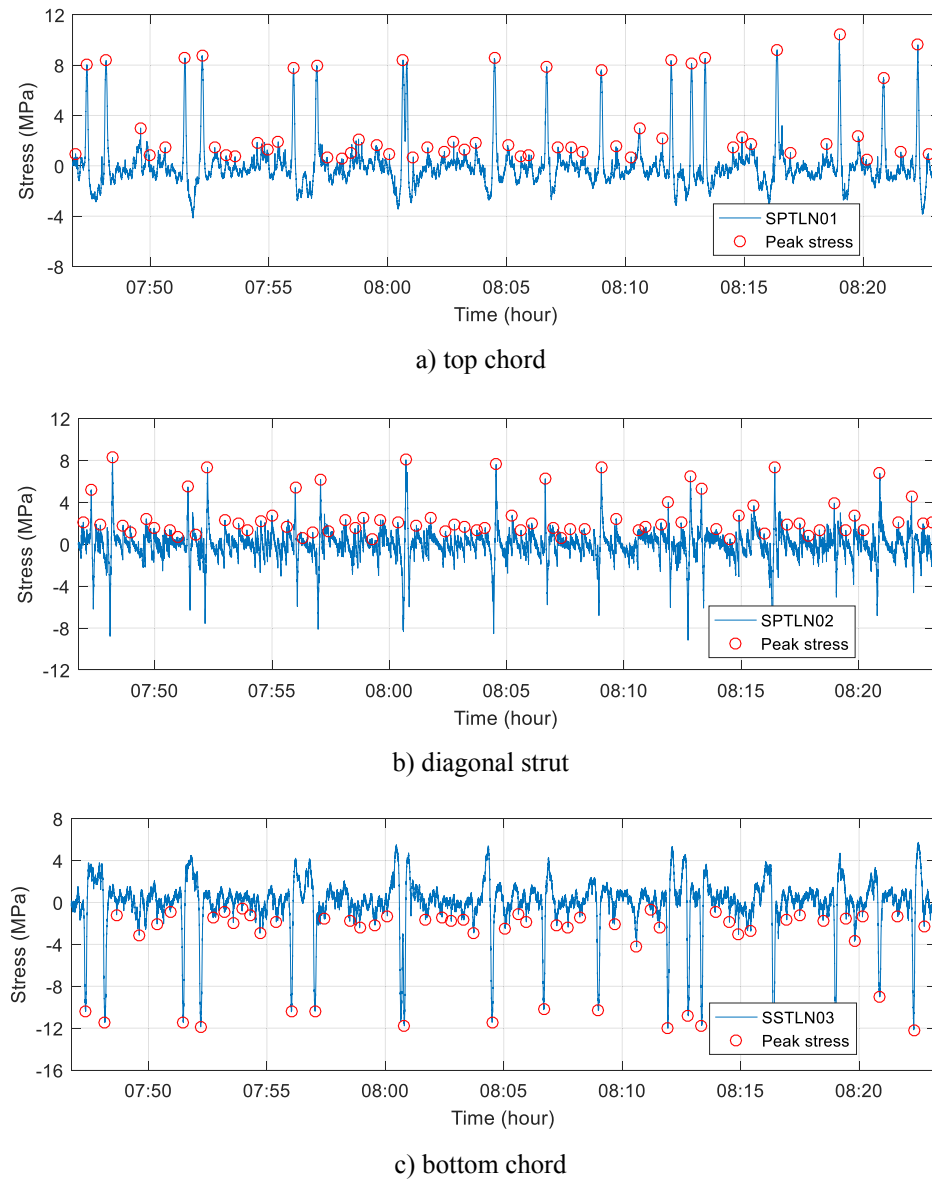 12
8
4
0
-4
-8
Stress (MPa)
SPTLN01
Peak stress
07:50 07:55 08:00 08:05 08:10 08:15 08:20
Time (hour)
a) top chord
12
8
4
0
-4
-8
-12
Stress (MPa)
SPTLN02
Peak stress
07:50 07:55 08:00 08:05 08:10 08:15 08:20
Time (hour)
b) diagonal strut
8
4
0
-4
-8
-12
-16
Stress (MPa)
SSTLN03
Peak stress
07:50 07:55 08:00 08:05 08:10 08:15 08:20
Time (hour)
c) bottom chord